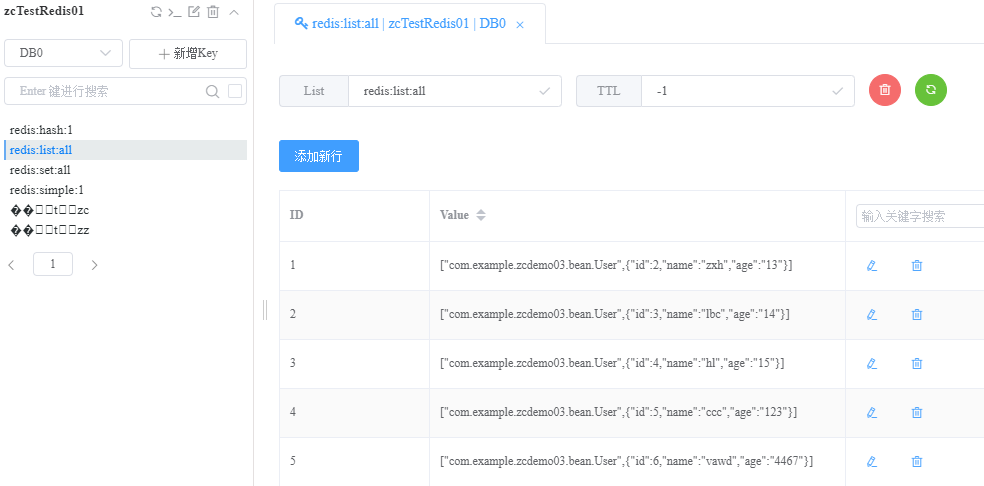 zcTestRedis01
DB0
新增Key
Enter 键进行搜索
redis:hash:1
redis:list:all
redis:set:all
redis:simple:1
��□□t□□zc
��□□t□□zz
1
redis:list:all | zcTestRedis01 | DB0
List redis:list:all TTL -1
添加新行
ID Value 输入关键字搜索
1 ["com.example.zcdemo03.bean.User",{"id":2,"name":"zxh","age":"13"}]
2 ["com.example.zcdemo03.bean.User",{"id":3,"name":"lbc","age":"14"}]
3 ["com.example.zcdemo03.bean.User",{"id":4,"name":"hl","age":"15"}]
4 ["com.example.zcdemo03.bean.User",{"id":5,"name":"ccc","age":"123"}]
5 ["com.example.zcdemo03.bean.User",{"id":6,"name":"vawd","age":"4467"}]